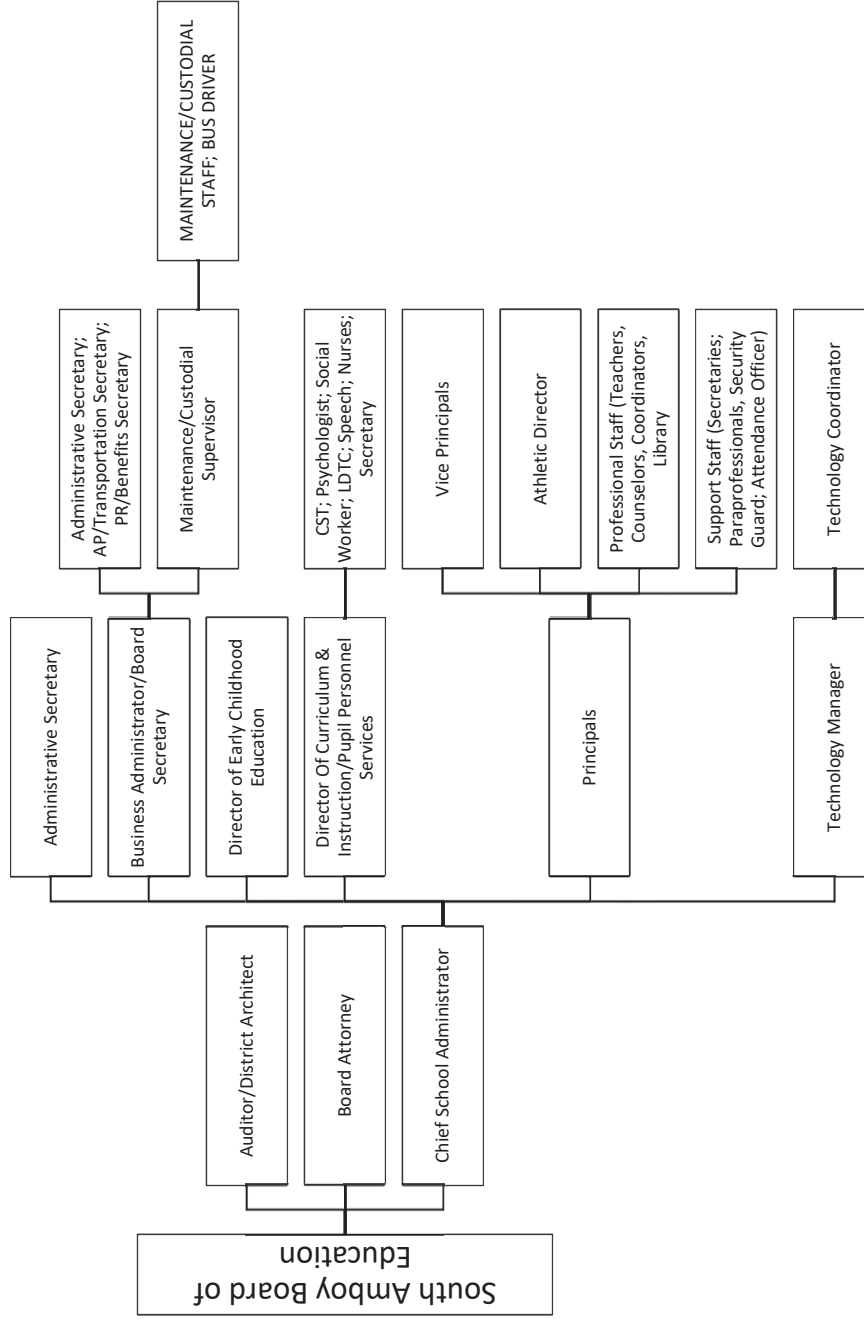 South Amboy Board of
Education
Auditor/District Architect
Board Attorney
Chief School Administrator
Administrative Secretary
Business Administrator/Board
Secretary
Director of Early Childhood
Education
Director Of Curriculum &
Instruction/Pupil Personnel
Services
Principals
Technology Manager
Administrative Secretary;
AP/Transportation Secretary;
PR/Benefits Secretary
Maintenance/Custodial
Supervisor
CST; Psychologist; Social
Worker; LDTC; Speech; Nurses;
Secretary
Vice Principals
Athletic Director
Professional Staff (Teachers,
Counselors, Coordinators,
Library
Support Staff (Secretaries;
Paraprofessionals, Security
Guard; Attendance Officer)
Technology Coordinator
MAINTENANCE/CUSTODIAL
STAFF; BUS DRIVER